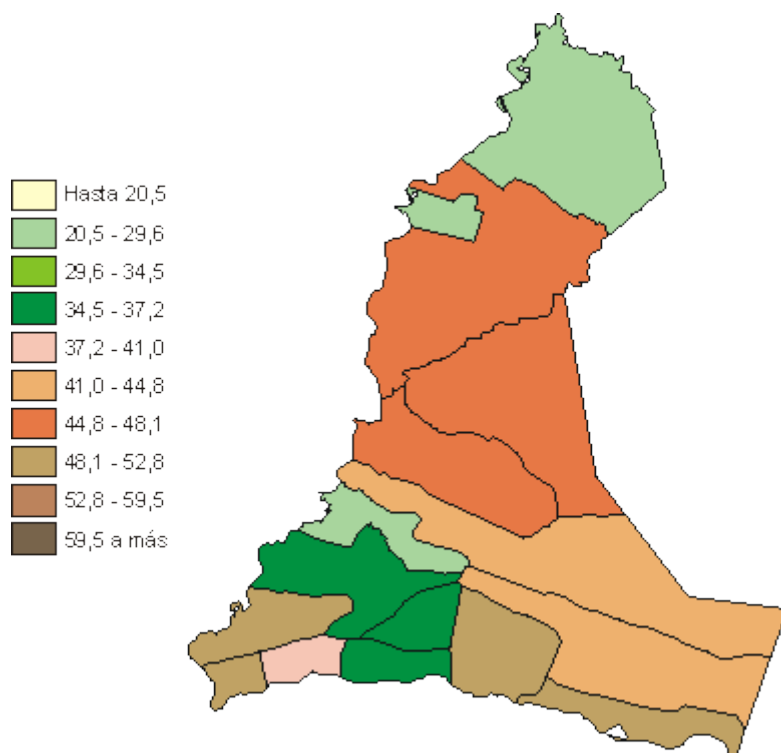 Hasta 20,5
20,5 - 29,6
29,6 - 34,5
34,5 - 37,2
37,2 - 41,0
41,0 - 44,8
44,8 - 48,1
48,1 - 52,8
52,8 - 59,5
59,5 a más